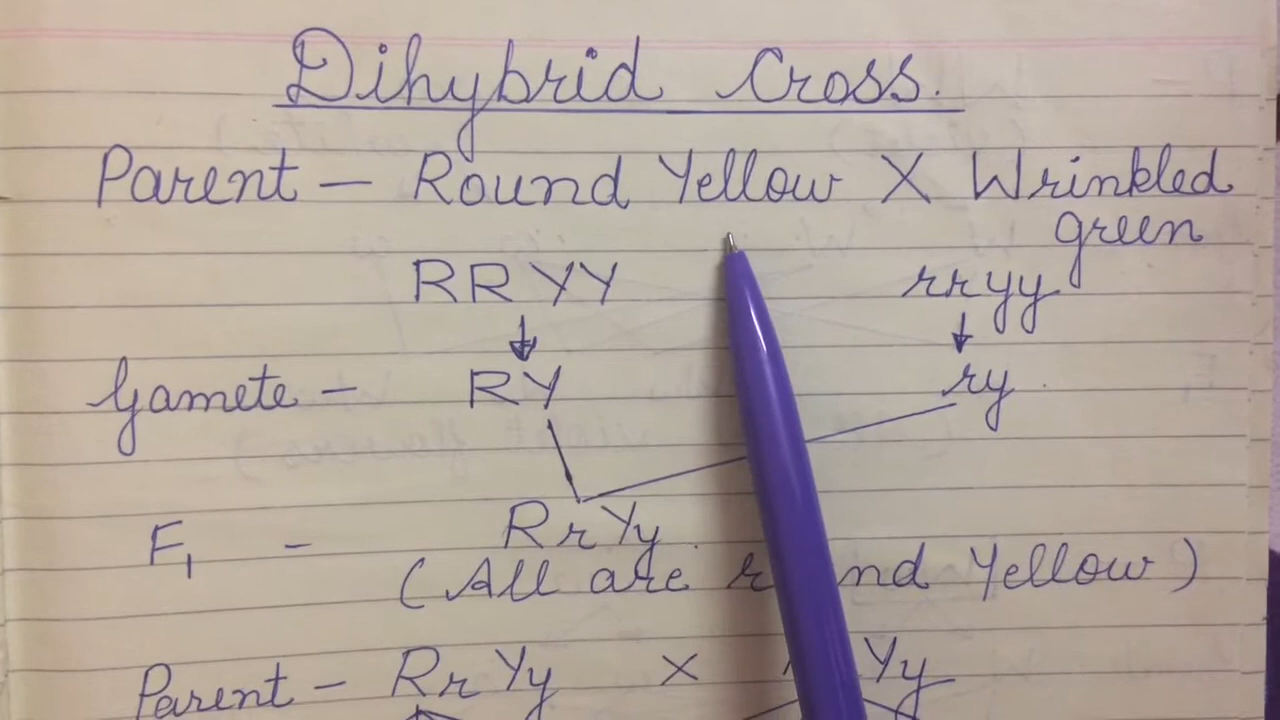 Dihybrid Cross.
Parent – Round Yellow X Wrinkled
green
RRYY rryy
Gamete – RY ry
F1 – RrYy
(All are nd Yellow)
Parent – RrYy x Yy